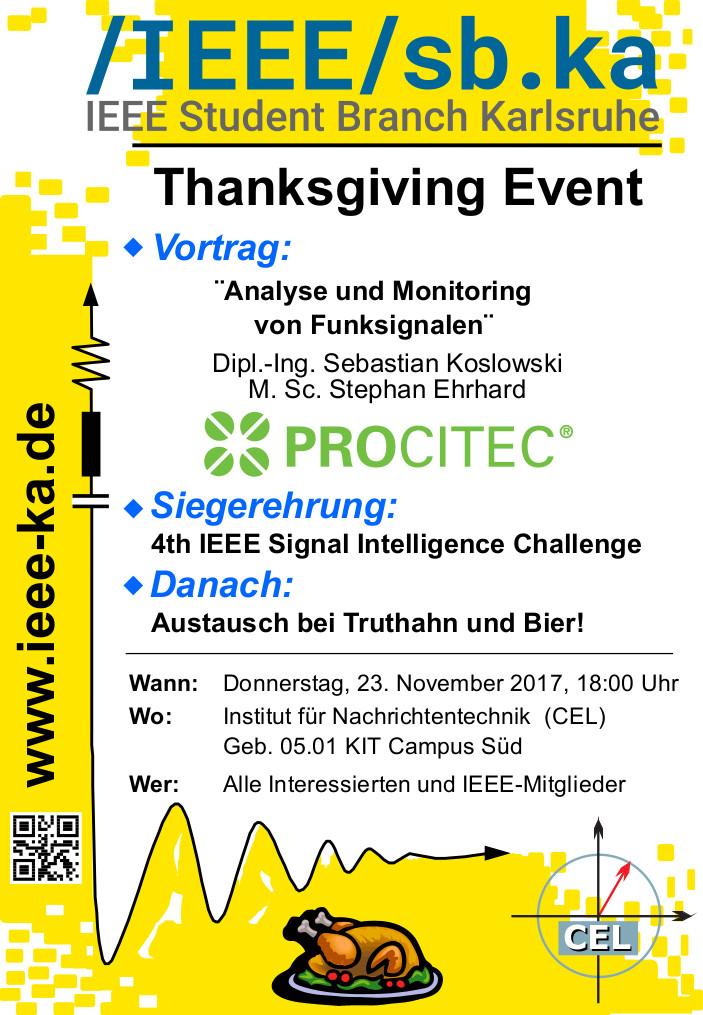 /IEEE/sb.ka
IEEE Student Branch Karlsruhe
Thanksgiving Event
Vortrag:
¨Analyse und Monitoring
von Funksignalen¨
Dipl.-Ing. Sebastian Koslowski
M. Sc. Stephan Ehrhard
PROCITEC®
Siegerehrung:
4th IEEE Signal Intelligence Challenge
Danach:
Austausch bei Truthahn und Bier!
Wann: Donnerstag, 23. November 2017, 18:00 Uhr
Wo: Institut für Nachrichtentechnik (CEL)
Geb. 05.01 KIT Campus Süd
Wer: Alle Interessierten und IEEE-Mitglieder
www.ieee-ka.de
CEL